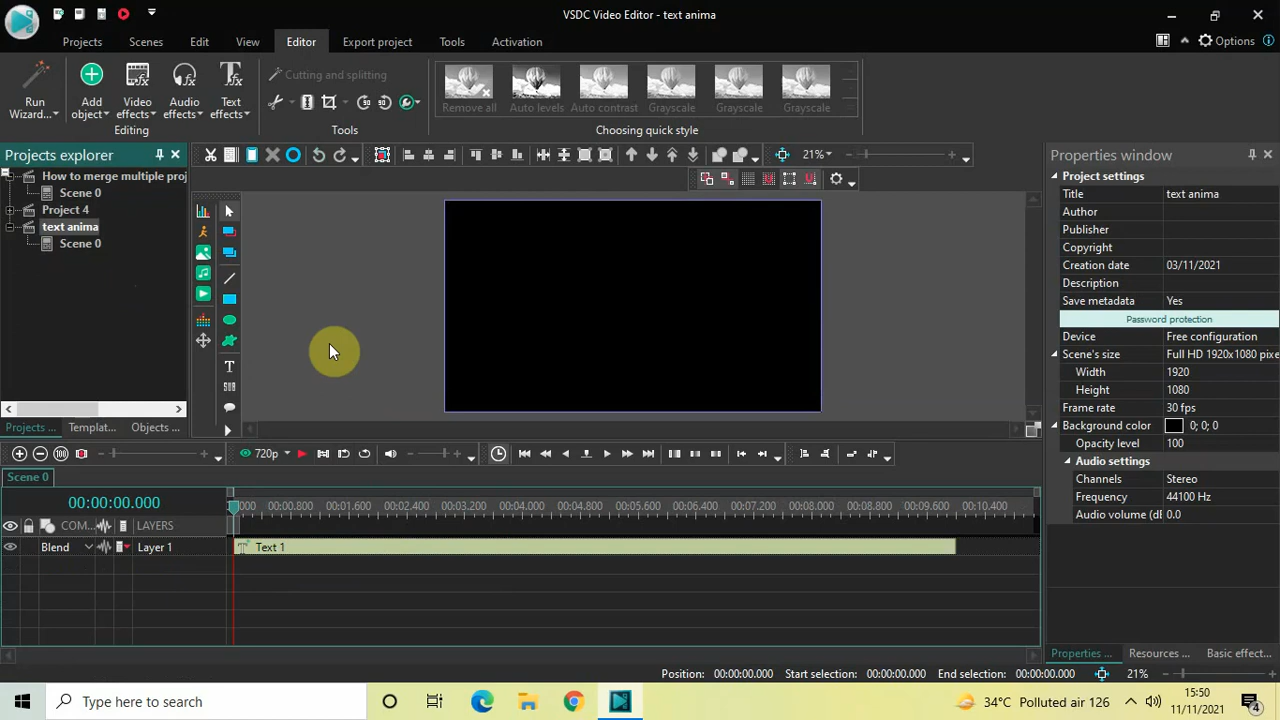 VSDC Video Editor - text anima
Projects Scenes Edit View Editor Export project Tools Activation
Options
Run Wizard...
Add object
Video effects
Audio effects
Text effects
Editing
Cutting and splitting
Tools
Remove all Auto levels Auto contrast Grayscale Grayscale Grayscale
Choosing quick style
Projects explorer
21%
How to merge multiple proj
Scene 0
Project 4
text anima
Scene 0
Projects ... Templat... Objects ...
T
SUB
Properties window
Project settings
Title text anima
Author
Publisher
Copyright
Creation date 03/11/2021
Description
Save metadata Yes
Password protection
Device Free configuration
Scene's size Full HD 1920x1080 pixe
Width 1920
Height 1080
Frame rate 30 fps
Background color 0; 0; 0
Opacity level 100
Audio settings
Channels Stereo
Frequency 44100 Hz
Audio volume (dB 0.0
Properties ... Resources ... Basic effect...
720p
Scene 0
00:00:00.000
000 00:00.800 00:01.600 00:02.400 00:03.200 00:04.000 00:04.800 00:05.600 00:06.400 00:07.200 00:08.000 00:08.800 00:09.600 00:10.400
COM... LAYERS
Blend Layer 1 Text 1
Position: 00:00:00.000 Start selection: 00:00:00.000 End selection: 00:00:00.000 21%
Type here to search
34°C Polluted air 126
15:50
11/11/2021
4